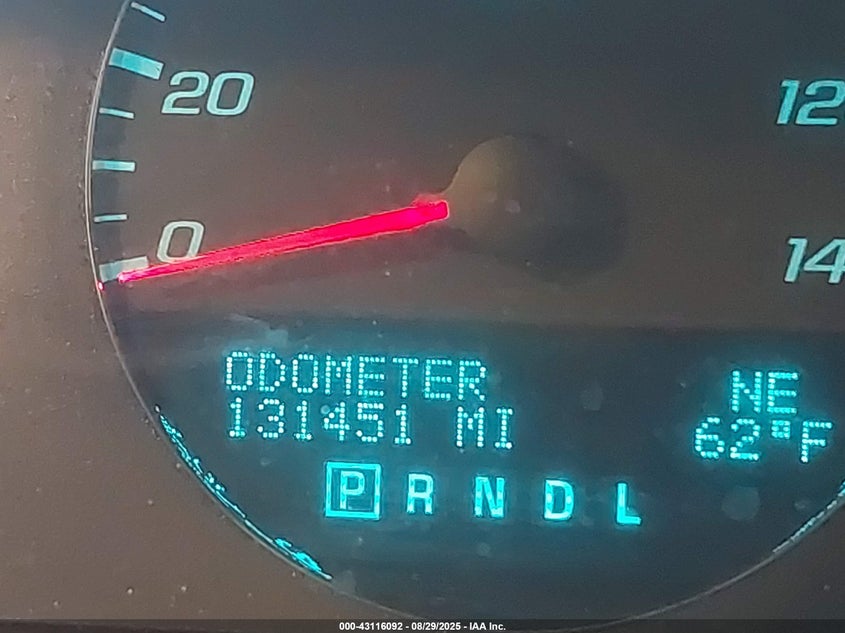 20
12
0
14
ODOMETER
131451 MI
NE
62°F
P R N D L
000-43116092 - 08/29/2025 - IAA Inc.